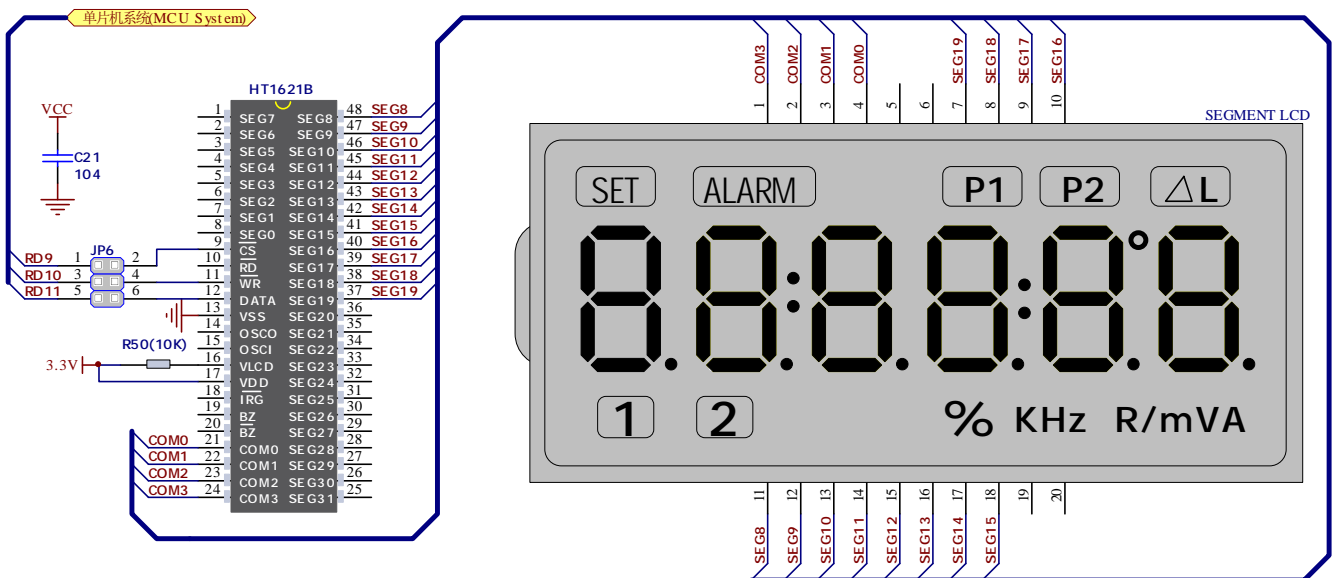 单片机系统(MCU System)
VCC
C21
104
RD9 1 JP6 2
RD10 3 4
RD11 5 6
R50(10K)
3.3V
HT1621B
1 SEG7 SEG8 48 SEG8
2 SEG6 SEG9 47 SEG9
3 SEG5 SEG10 46 SEG10
4 SEG4 SEG11 45 SEG11
5 SEG3 SEG12 44 SEG12
6 SEG2 SEG13 43 SEG13
7 SEG1 SEG14 42 SEG14
8 SEG0 SEG15 41 SEG15
9 CS SEG16 40 SEG16
10 RD SEG17 39 SEG17
11 WR SEG18 38 SEG18
12 DATA SEG19 37 SEG19
13 VSS SEG20 36
14 OSCO SEG21 35
15 OSCI SEG22 34
16 VLCD SEG23 33
17 VDD SEG24 32
18 IRG SEG25 31
19 BZ SEG26 30
20 BZ SEG27 29
COM0 21 COM0 SEG28 28
COM1 22 COM1 SEG29 27
COM2 23 COM2 SEG30 26
COM3 24 COM3 SEG31 25
COM3 COM2 COM1 COM0 SEG19 SEG18 SEG17 SEG16
1 2 3 4 5 6 7 8 9 10
SEGMENT LCD
SET ALARM P1 P2 △L
8.8:8.8:8.°8.
1 2 % KHz R/mVA
11 12 13 14 15 16 17 18 19 20
SEG8 SEG9 SEG10 SEG11 SEG12 SEG13 SEG14 SEG15